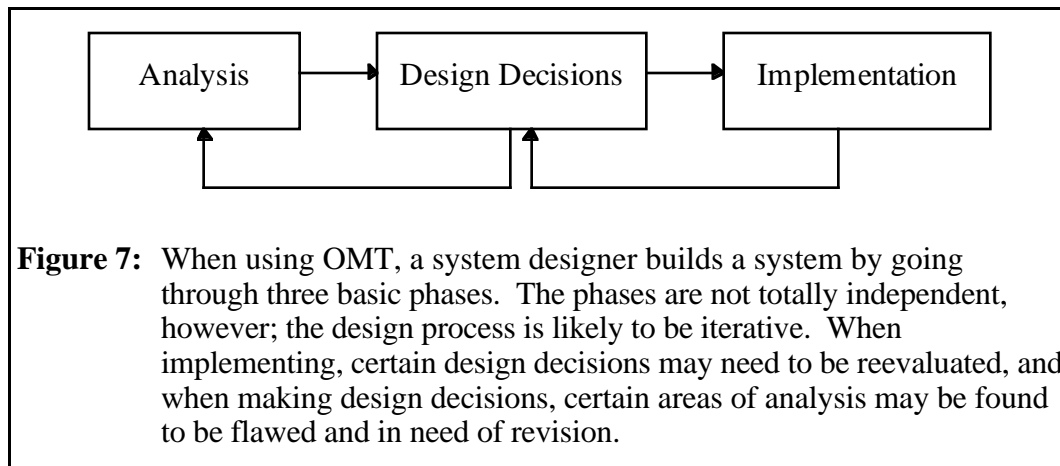 Analysis
Design Decisions
Implementation
Figure 7: When using OMT, a system designer builds a system by going
through three basic phases. The phases are not totally independent,
however; the design process is likely to be iterative. When
implementing, certain design decisions may need to be reevaluated, and
when making design decisions, certain areas of analysis may be found
to be flawed and in need of revision.